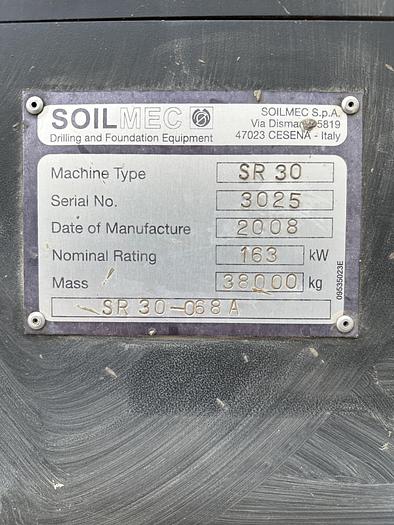 SOILMEC
Drilling and Foundation Equipment
SOILMEC S.p.A.
Via Dismano 5819
47023 CESENA - Italy
Machine Type SR 30
Serial No. 3025
Date of Manufacture 2008
Nominal Rating 163 kW
Mass 38000 kg
SR 30-068 A
09535023E